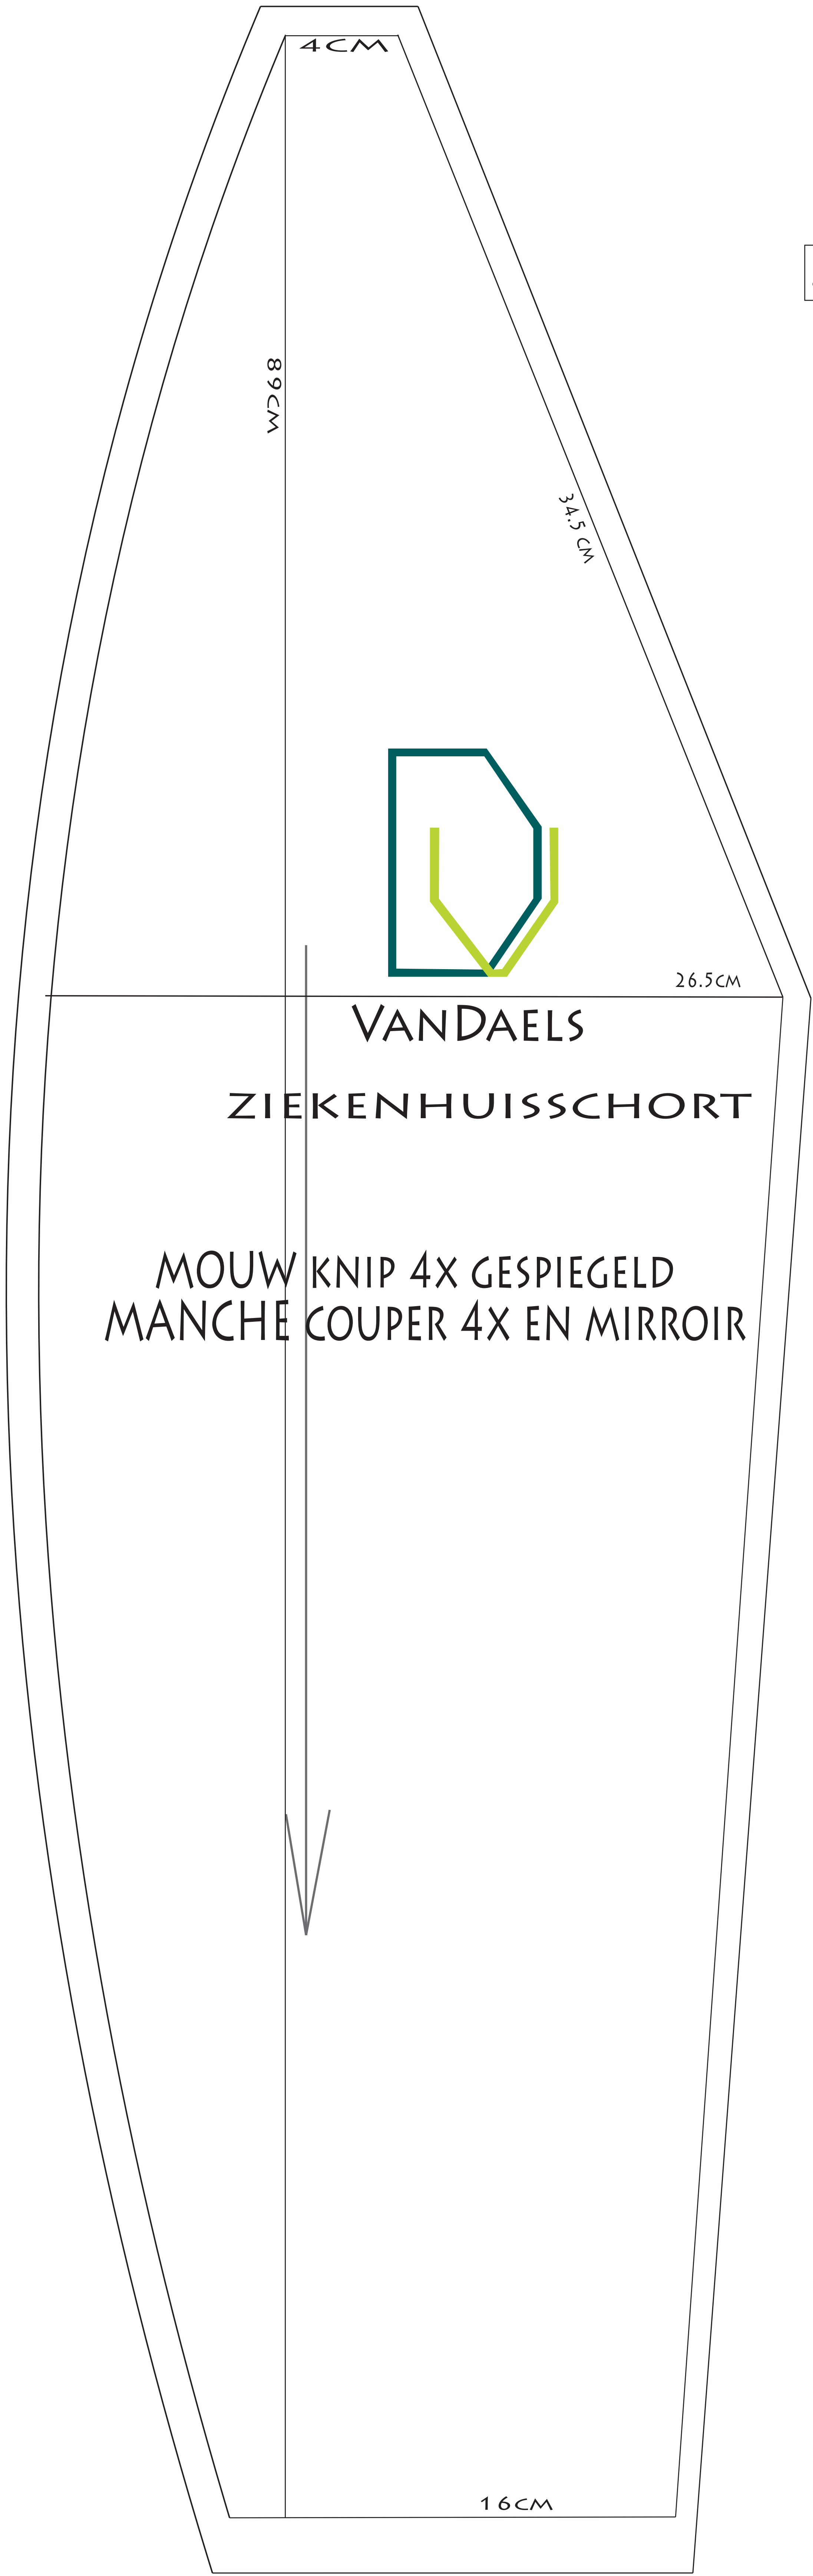 4CM
89CM
34.5 CM
26.5CM
VANDAELS
ZIEKENHUISSCHORT
MOUW KNIP 4X GESPIEGELD
MANCHE COUPER 4X EN MIRROIR
16CM